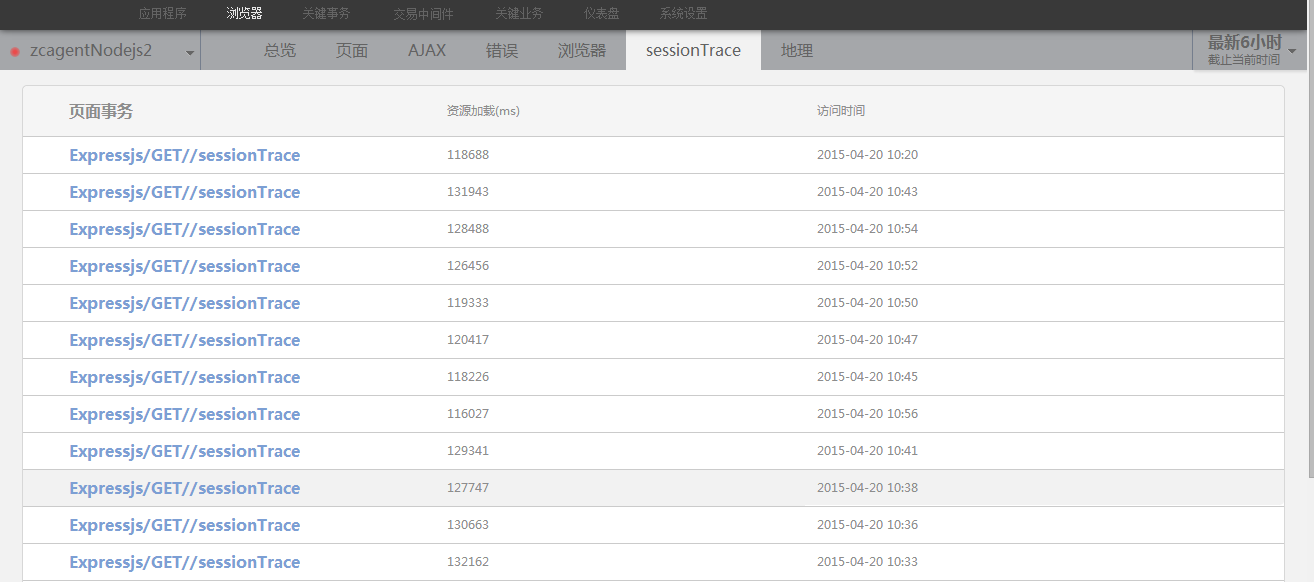 应用程序 浏览器 关键事务 交易中间件 关键业务 仪表盘 系统设置
zcagentNodejs2 总览 页面 AJAX 错误 浏览器 sessionTrace 地理 最新6小时
截止当前时间
页面事务 资源加载(ms) 访问时间
Expressjs/GET//sessionTrace 118688 2015-04-20 10:20
Expressjs/GET//sessionTrace 131943 2015-04-20 10:43
Expressjs/GET//sessionTrace 128488 2015-04-20 10:54
Expressjs/GET//sessionTrace 126456 2015-04-20 10:52
Expressjs/GET//sessionTrace 119333 2015-04-20 10:50
Expressjs/GET//sessionTrace 120417 2015-04-20 10:47
Expressjs/GET//sessionTrace 118226 2015-04-20 10:45
Expressjs/GET//sessionTrace 116027 2015-04-20 10:56
Expressjs/GET//sessionTrace 129341 2015-04-20 10:41
Expressjs/GET//sessionTrace 127747 2015-04-20 10:38
Expressjs/GET//sessionTrace 130663 2015-04-20 10:36
Expressjs/GET//sessionTrace 132162 2015-04-20 10:33